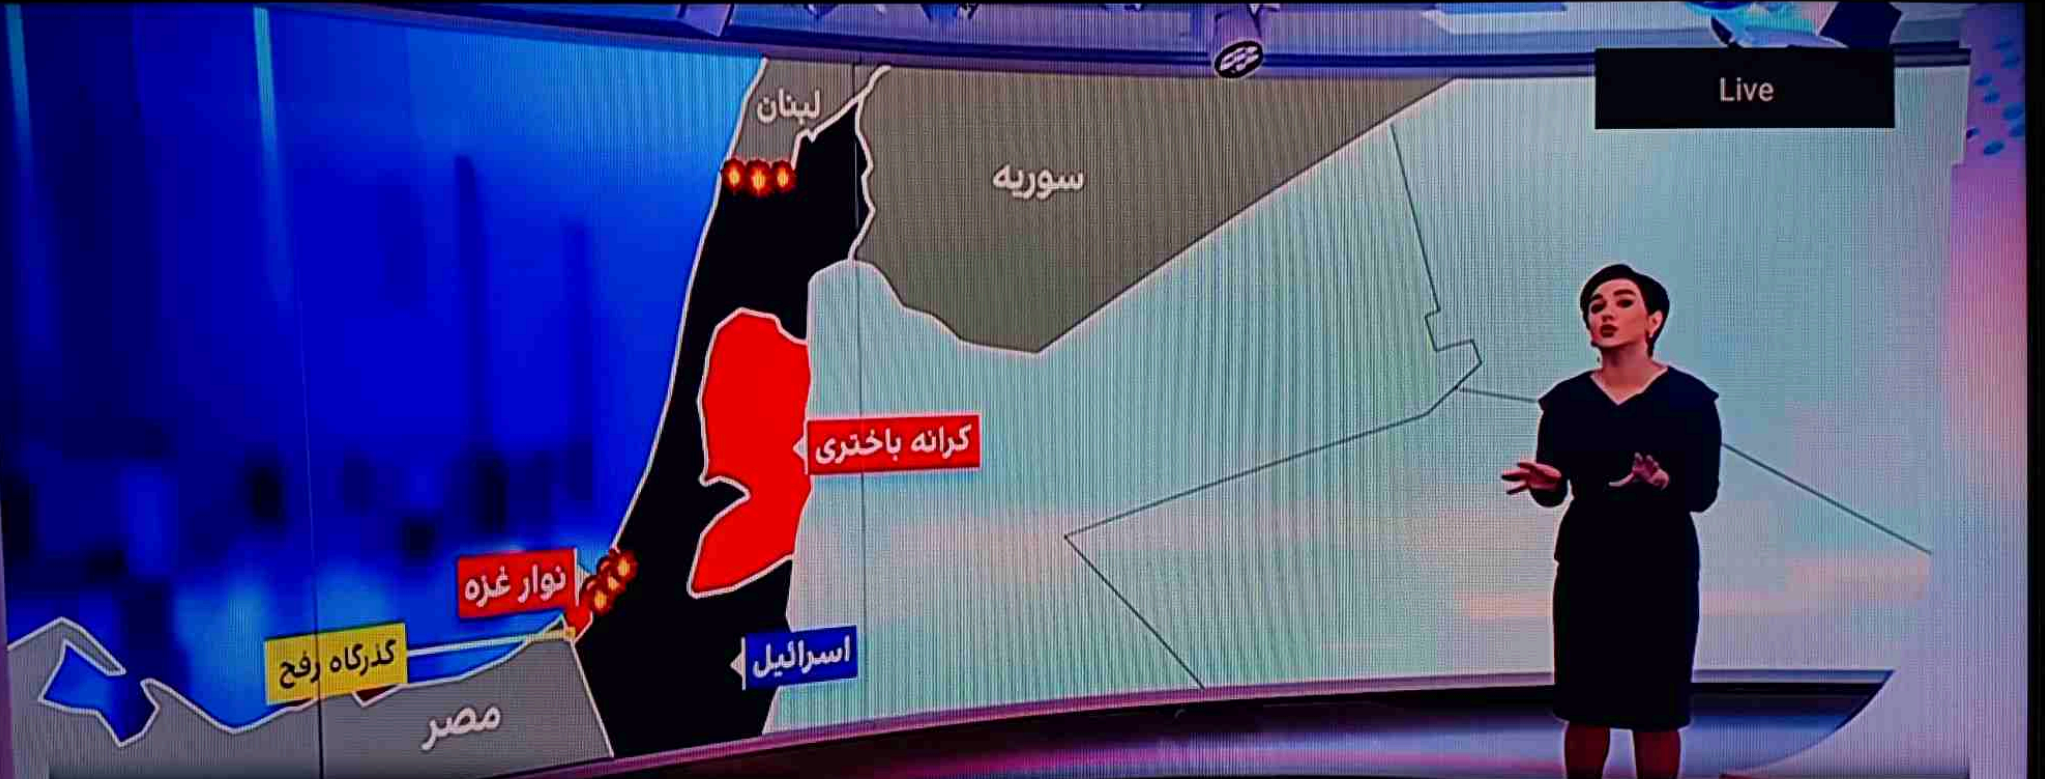 Live
لبنان
سوریه
کرانه باختری
نوار غزه
گذرگاه رفح
اسرائیل
مصر